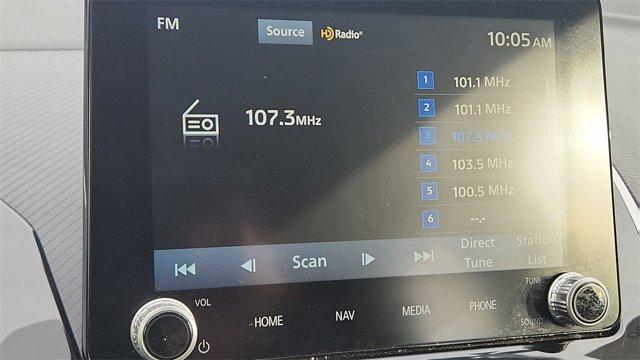 FM
Source
HD Radio
10:05 AM
107.3 MHz
1 101.1 MHz
2 101.1 MHz
3 107.3 MHz
4 103.5 MHz
5 100.5 MHz
6 --.-
Scan
Direct
Tune
Station
List
VOL
HOME
NAV
MEDIA
PHONE
TUNE
SOUND